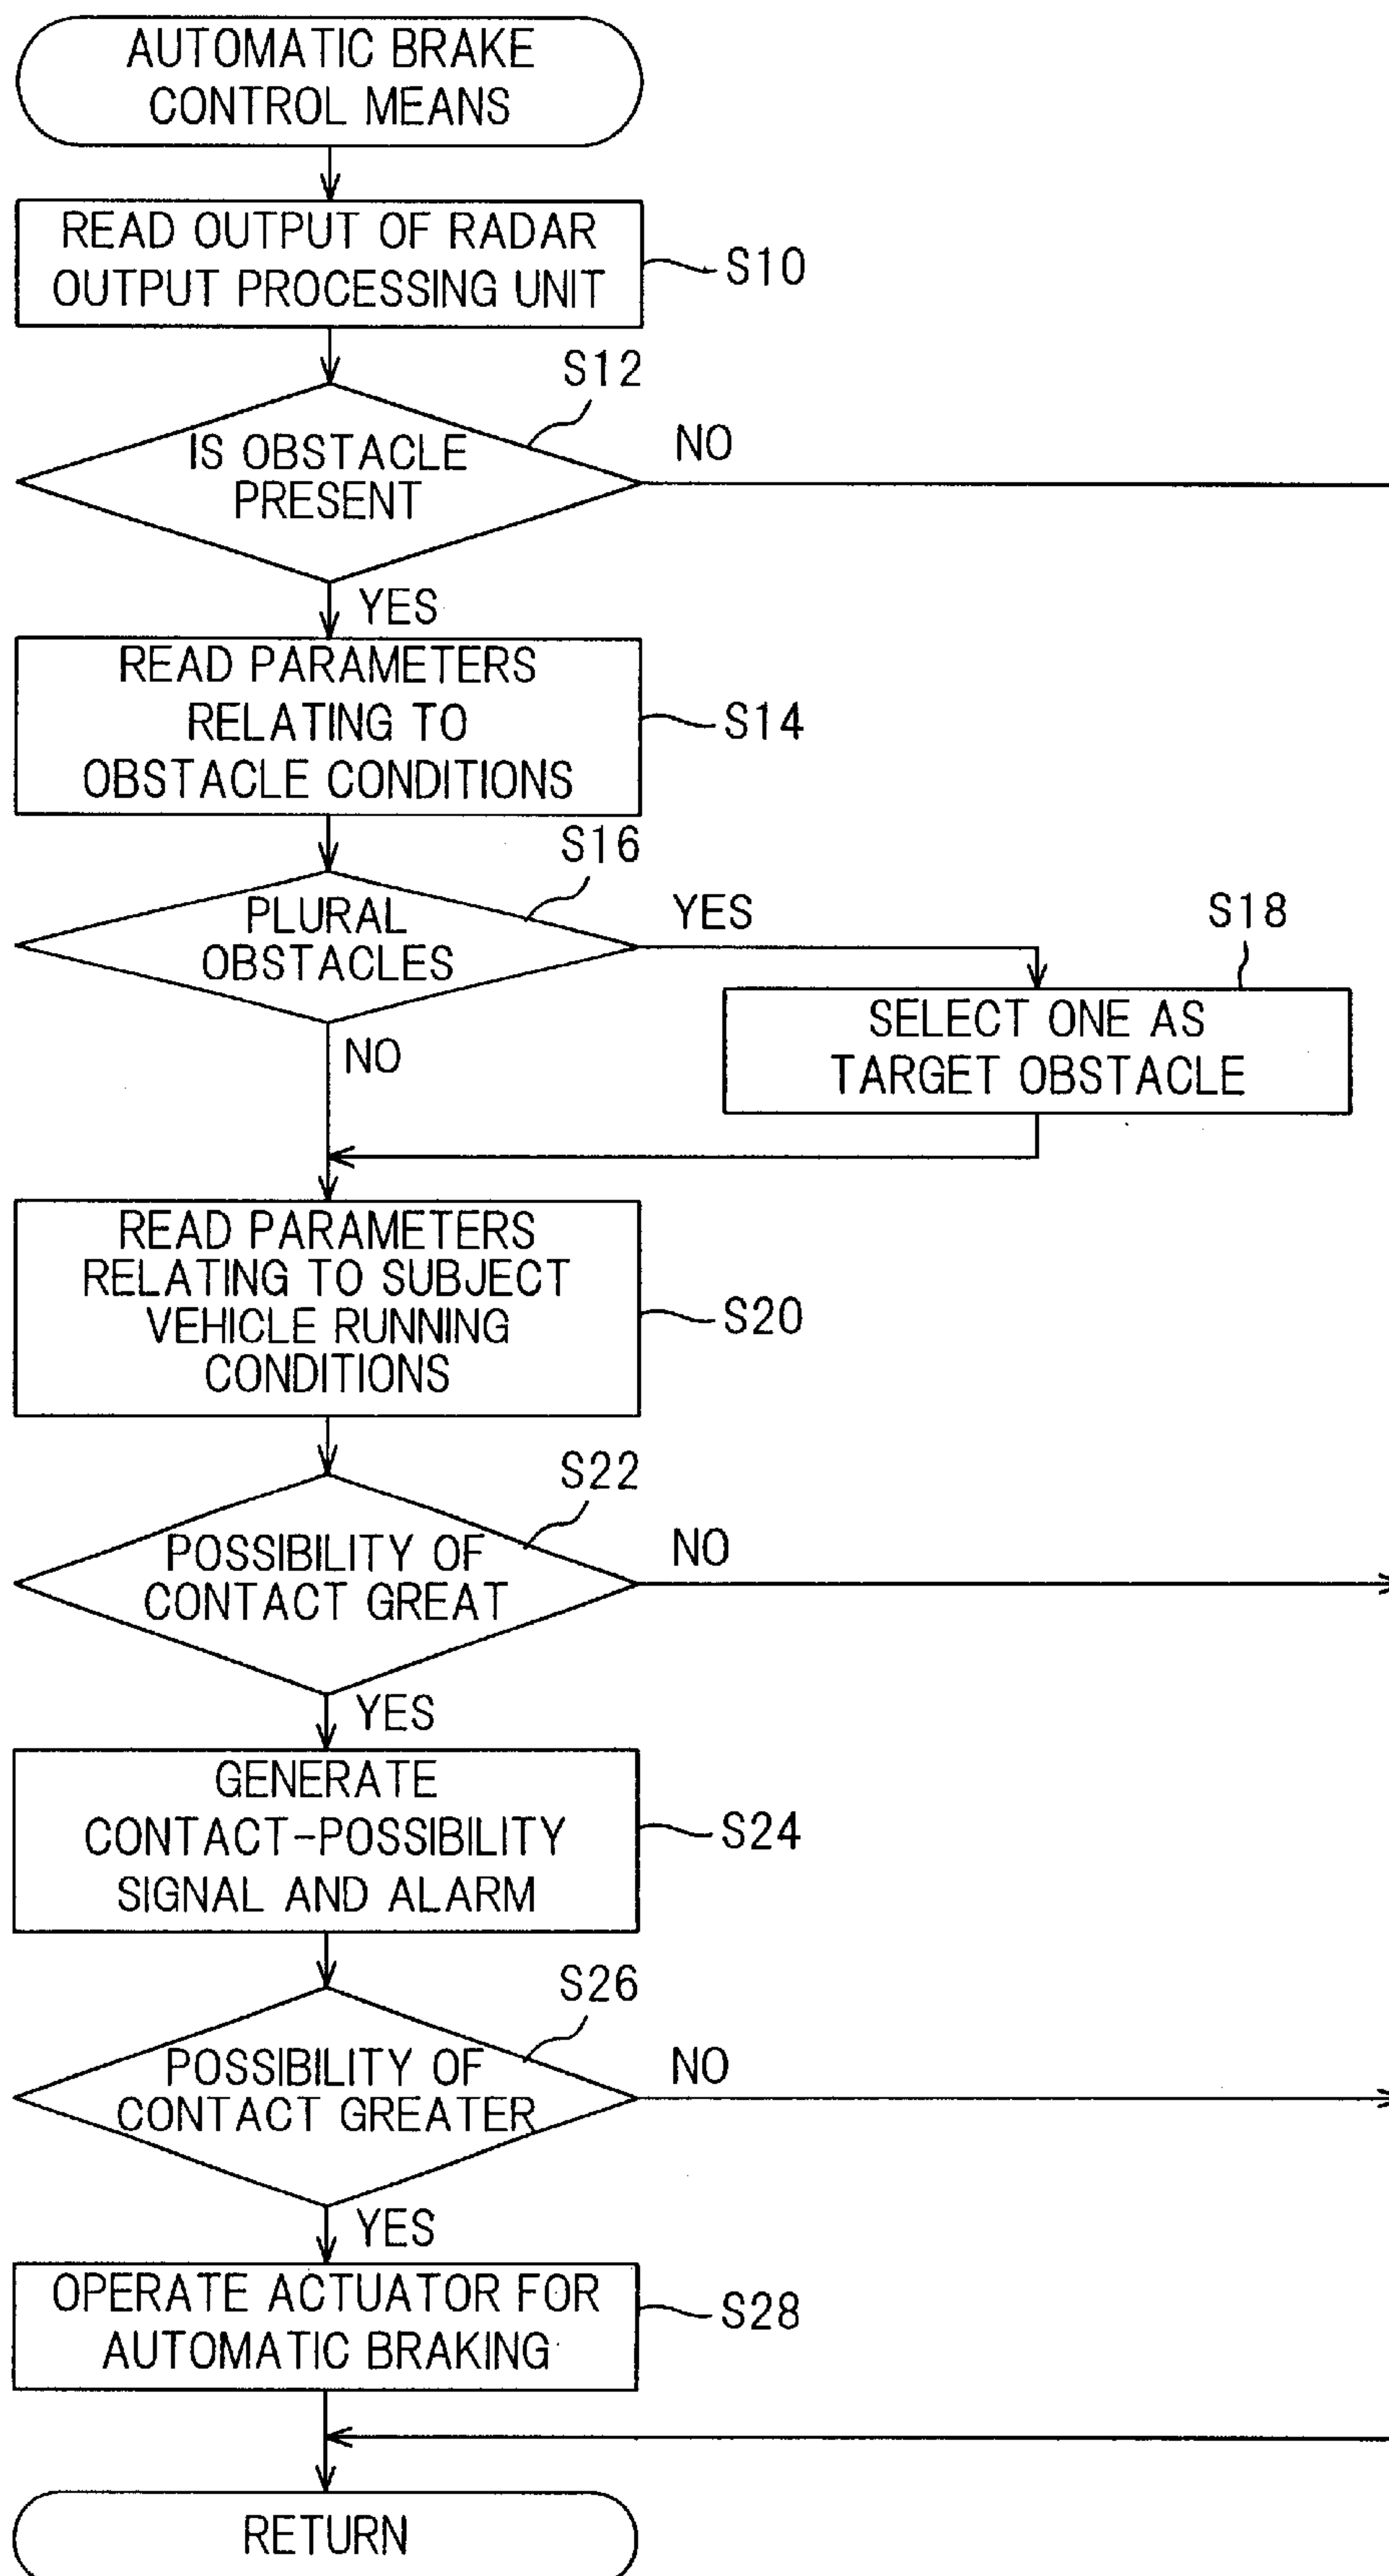 AUTOMATIC BRAKE
CONTROL MEANS
READ OUTPUT OF RADAR
OUTPUT PROCESSING UNIT
S10
S12
IS OBSTACLE
PRESENT
NO
YES
READ PARAMETERS
RELATING TO
OBSTACLE CONDITIONS
S14
S16
PLURAL
OBSTACLES
YES
S18
SELECT ONE AS
TARGET OBSTACLE
NO
READ PARAMETERS
RELATING TO SUBJECT
VEHICLE RUNNING
CONDITIONS
S20
S22
POSSIBILITY OF
CONTACT GREAT
NO
YES
GENERATE
CONTACT-POSSIBILITY
SIGNAL AND ALARM
S24
S26
POSSIBILITY OF
CONTACT GREATER
NO
YES
OPERATE ACTUATOR FOR
AUTOMATIC BRAKING
S28
RETURN